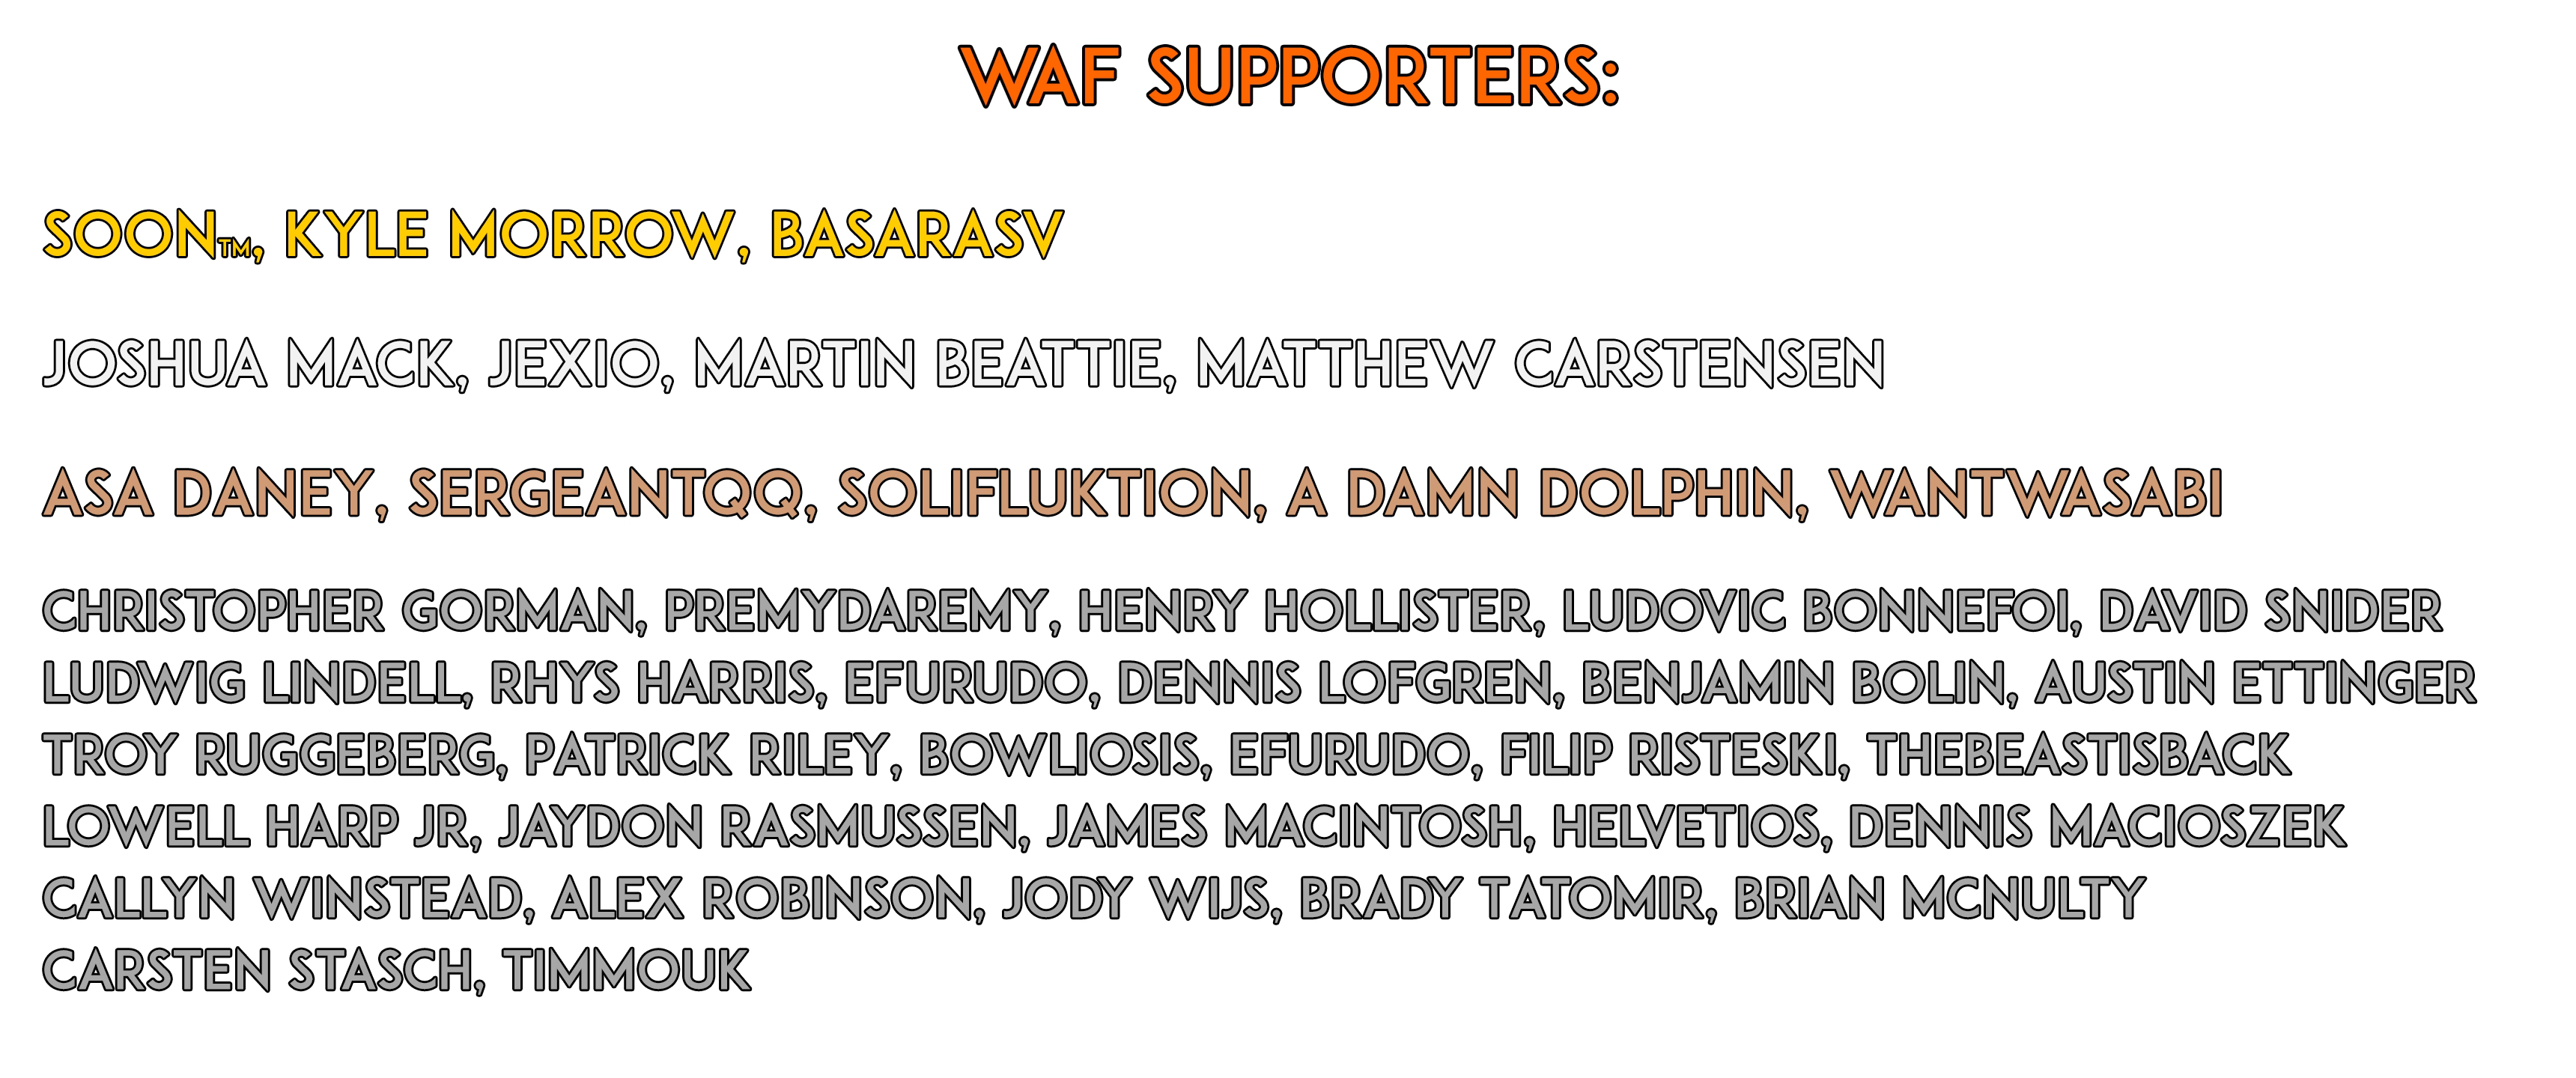 WAF SUPPORTERS:
SOON™, KYLE MORROW, BASARASV
JOSHUA MACK, JEXIO, MARTIN BEATTIE, MATTHEW CARSTENSEN
ASA DANEY, SERGEANTQQ, SOLIFLUKTION, A DAMN DOLPHIN, WANTWASABI
CHRISTOPHER GORMAN, PREMYDAREMY, HENRY HOLLISTER, LUDOVIC BONNEFOI, DAVID SNIDER
LUDWIG LINDELL, RHYS HARRIS, EFURUDO, DENNIS LOFGREN, BENJAMIN BOLIN, AUSTIN ETTINGER
TROY RUGGEBERG, PATRICK RILEY, BOWLIOSIS, EFURUDO, FILIP RISTESKI, THEBEASTISBACK
LOWELL HARP JR, JAYDON RASMUSSEN, JAMES MACINTOSH, HELVETIOS, DENNIS MACIOSZEK
CALLYN WINSTEAD, ALEX ROBINSON, JODY WIJS, BRADY TATOMIR, BRIAN MCNULTY
CARSTEN STASCH, TIMMOUK